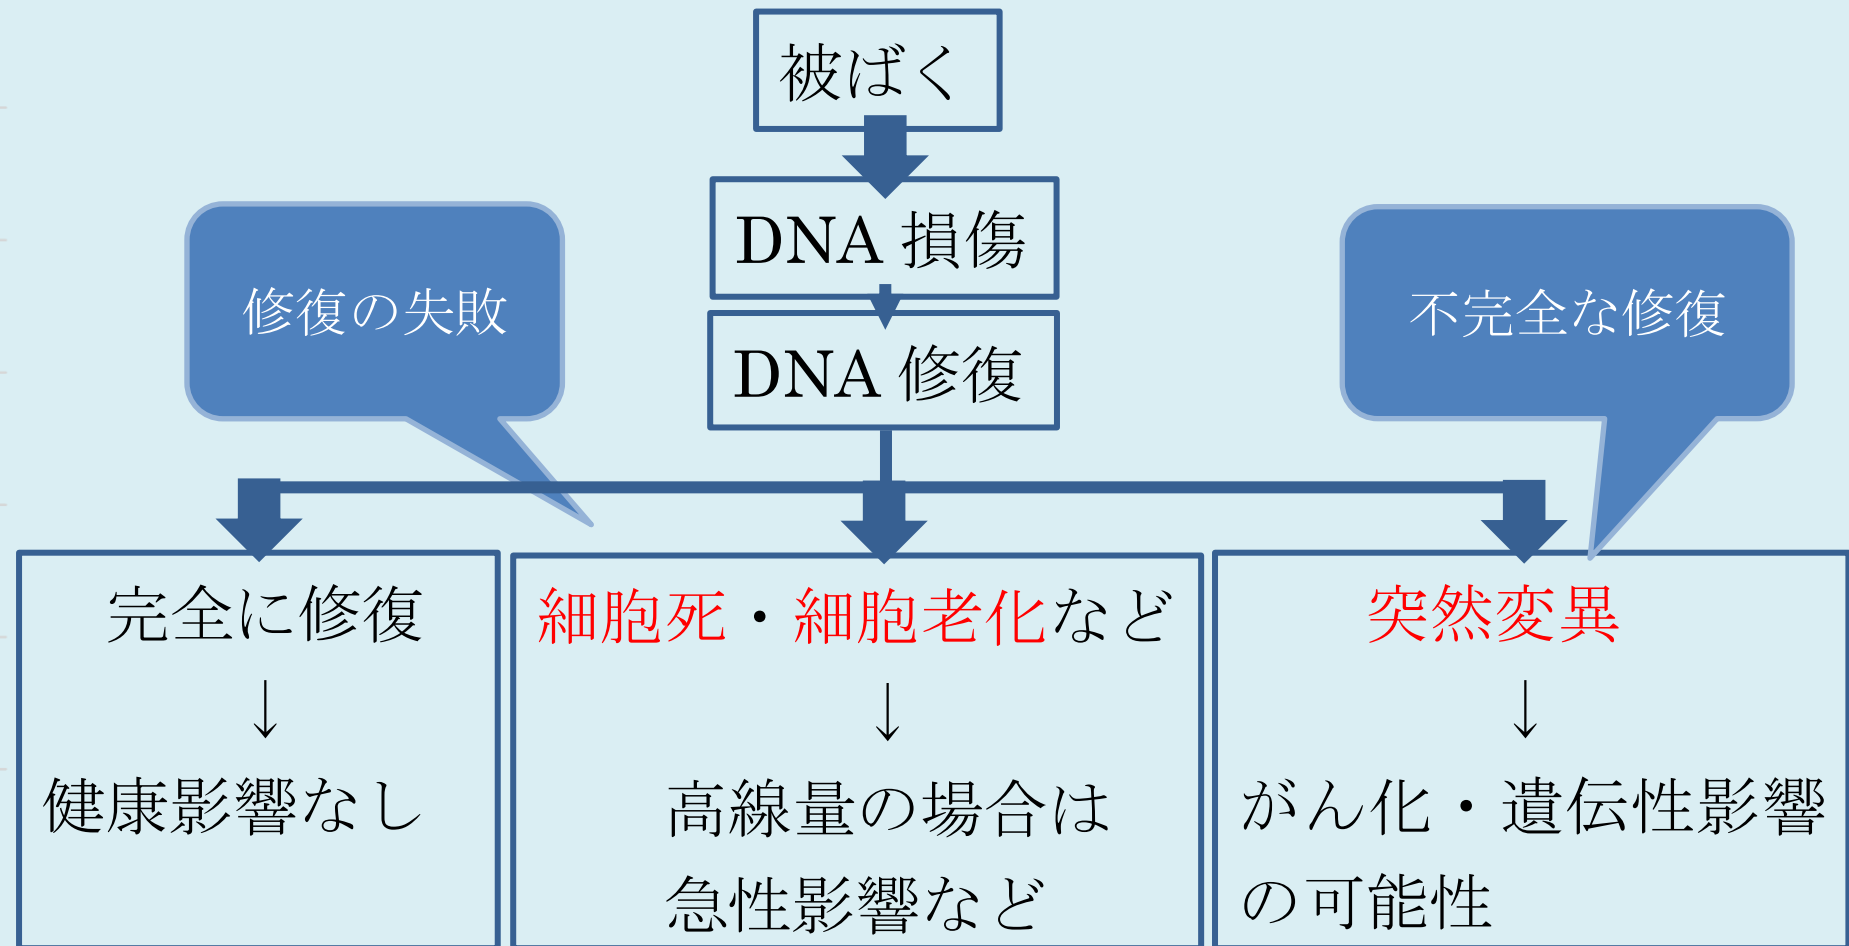 被ばく
DNA 損傷
修復の失敗
不完全な修復
DNA 修復
完全に修復
↓
健康影響なし
細胞死・細胞老化など
↓
高線量の場合は
急性影響など
突然変異
↓
がん化・遺伝性影響
の可能性